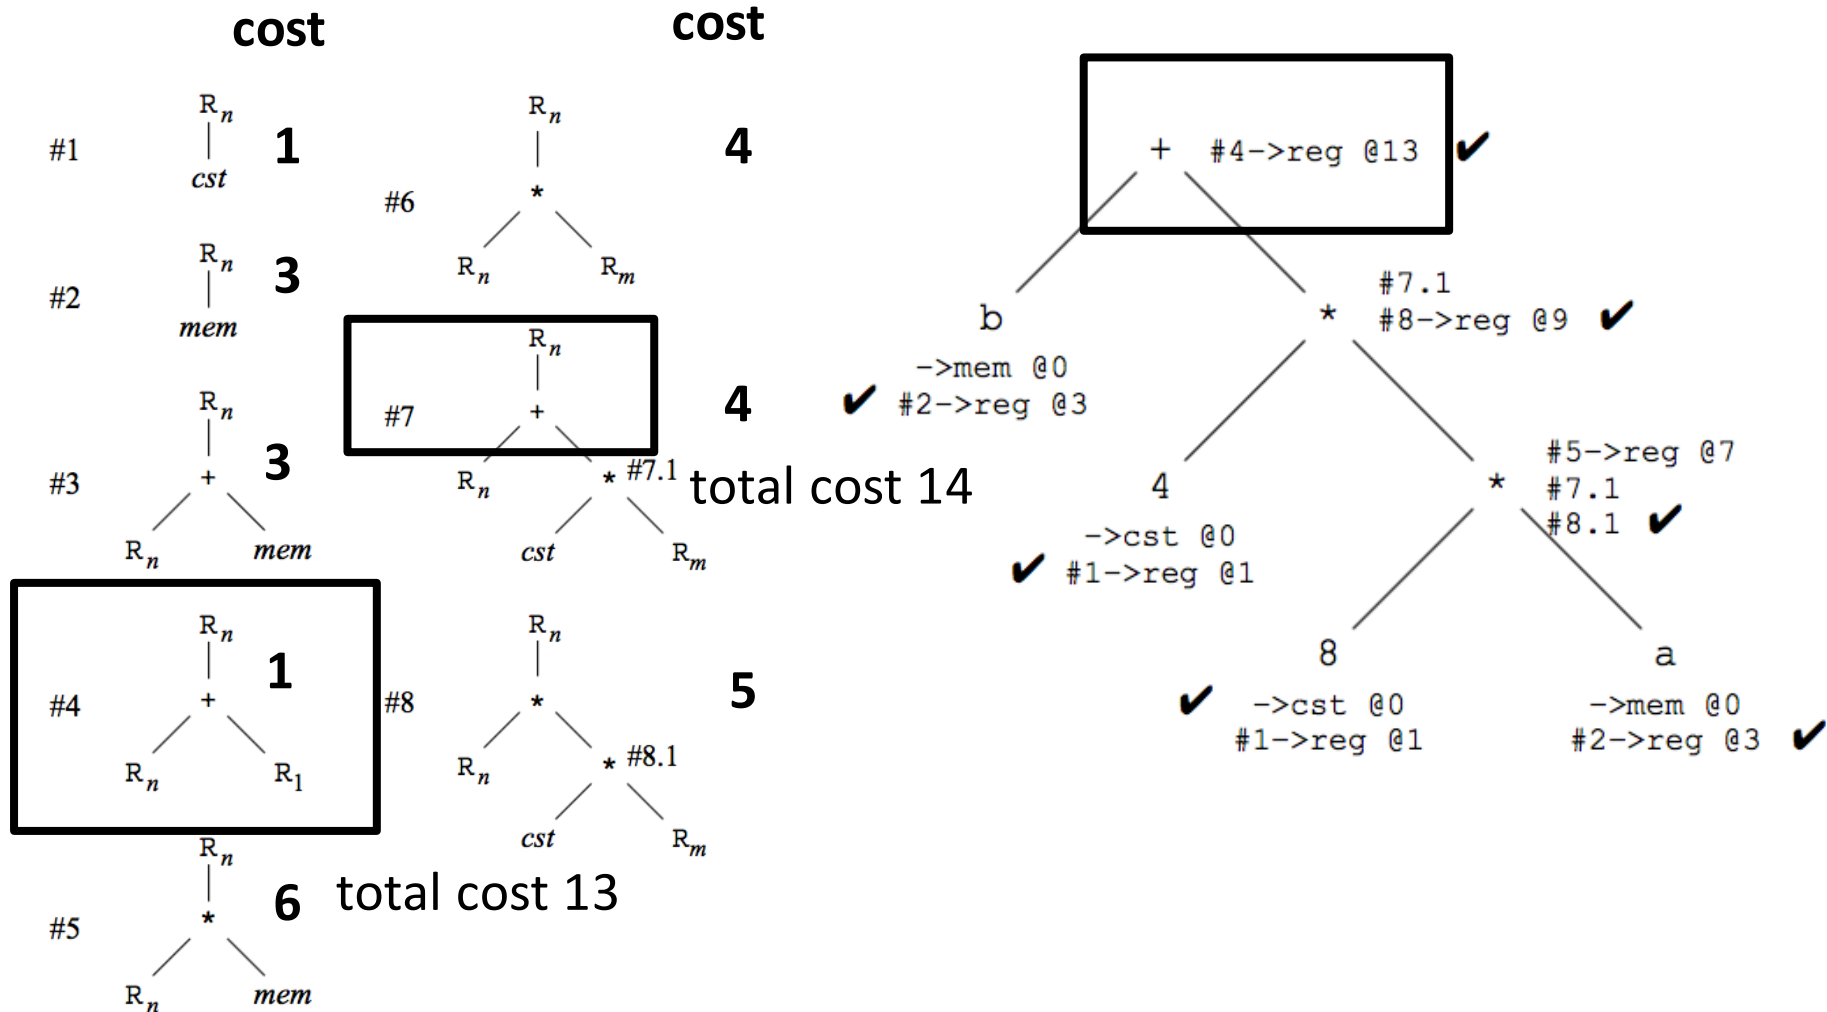 cost
cost
#1
Rn
cst
1
Rn
*
Rn
Rm
#6
4
#2
Rn
mem
3
#7
Rn
+
Rn
*
#7.1
cst
Rm
4
total cost 14
#3
Rn
+
Rn
mem
3
#4
Rn
+
Rn
R1
1
#8
Rn
*
Rn
*
#8.1
cst
Rm
5
#5
Rn
*
Rn
mem
6
total cost 13
+ #4->reg @13 ✔
b
->mem @0
✔ #2->reg @3
*
#7.1
#8->reg @9 ✔
4
->cst @0
✔ #1->reg @1
*
#5->reg @7
#7.1
#8.1 ✔
8
✔ ->cst @0
#1->reg @1
a
->mem @0
#2->reg @3 ✔